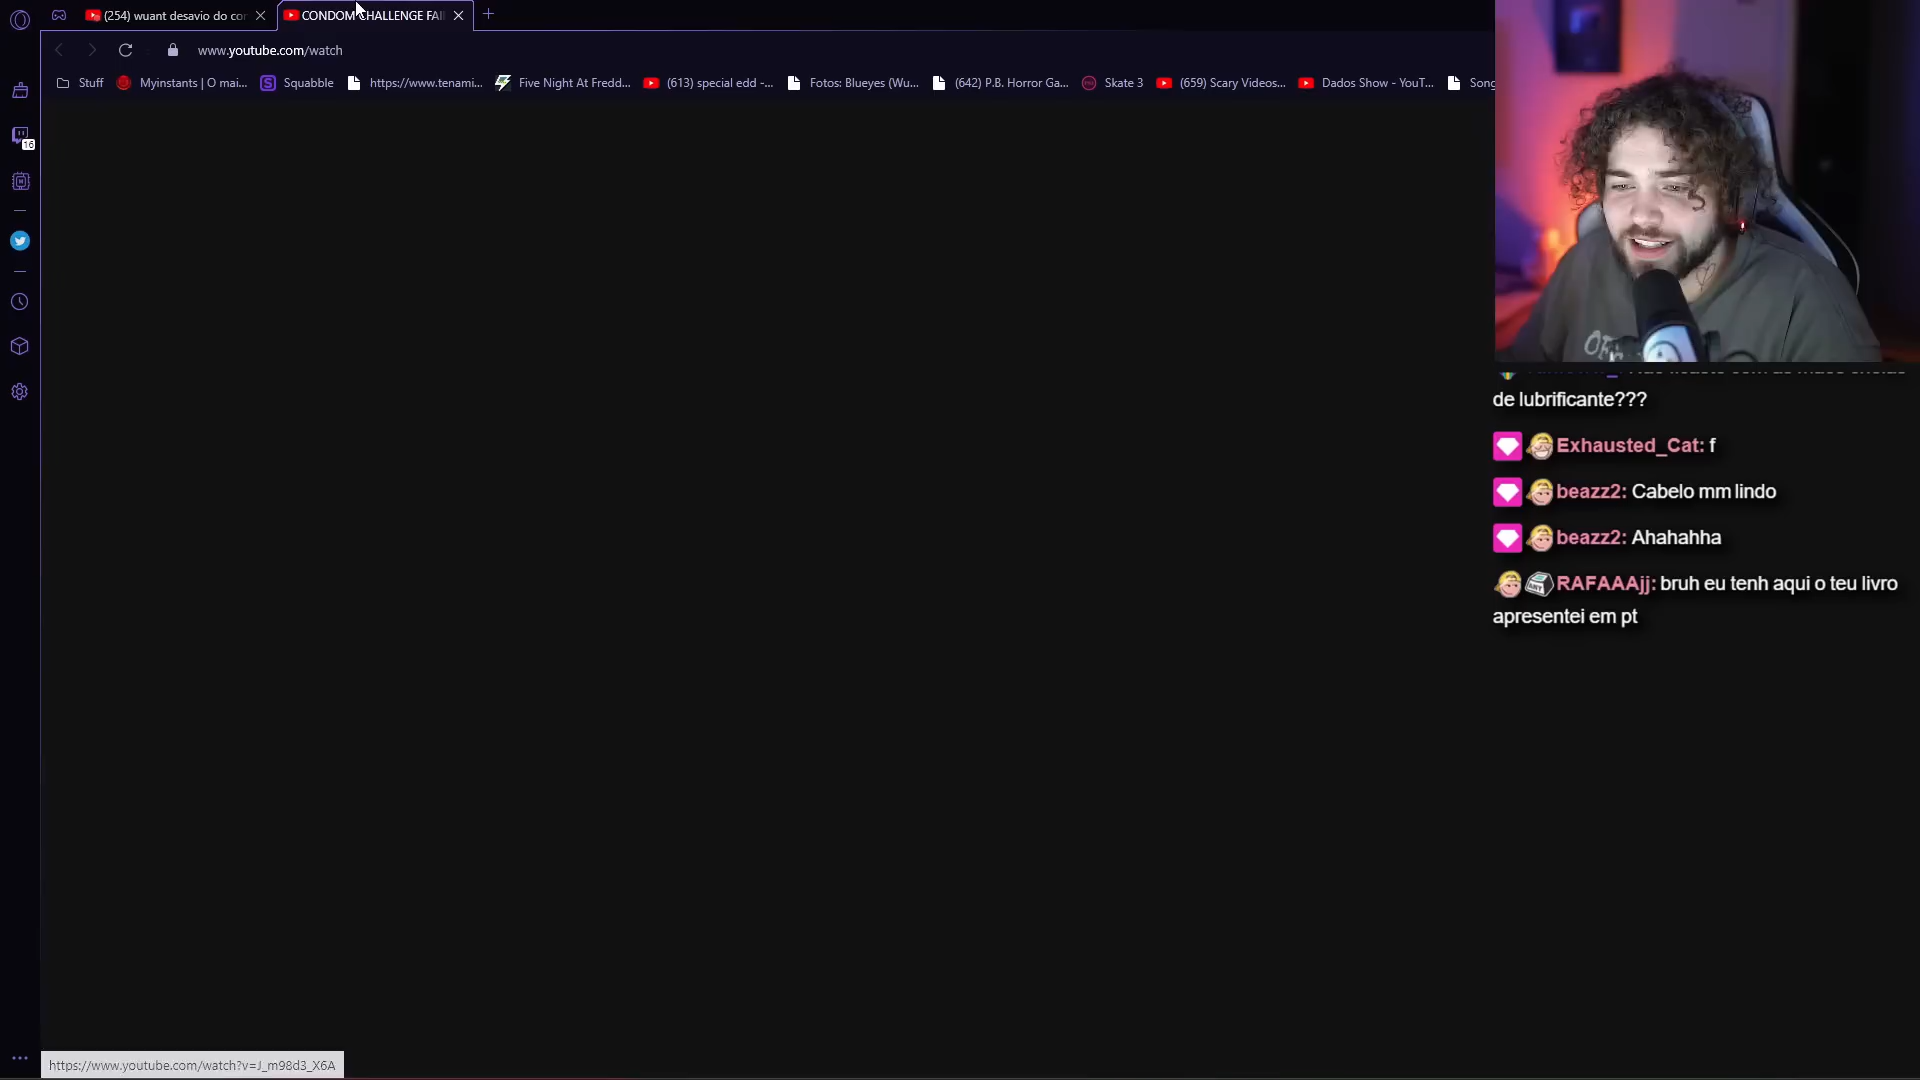 (254) wuant desavio do cor
CONDOM CHALLENGE FAI
www.youtube.com/watch
Stuff
Myinstants | O mai...
Squabble
https://www.tenami...
Five Night At Fredd...
(613) special edd -...
Fotos: Blueyes (Wu...
(642) P.B. Horror Ga...
Skate 3
(659) Scary Videos...
Dados Show - YouT...
Song
16
de lubrificante???
Exhausted_Cat: f
beazz2: Cabelo mm lindo
beazz2: Ahahahha
RAFAAAjj: bruh eu tenh aqui o teu livro
apresentei em pt
https://www.youtube.com/watch?v=J_m98d3_X6A